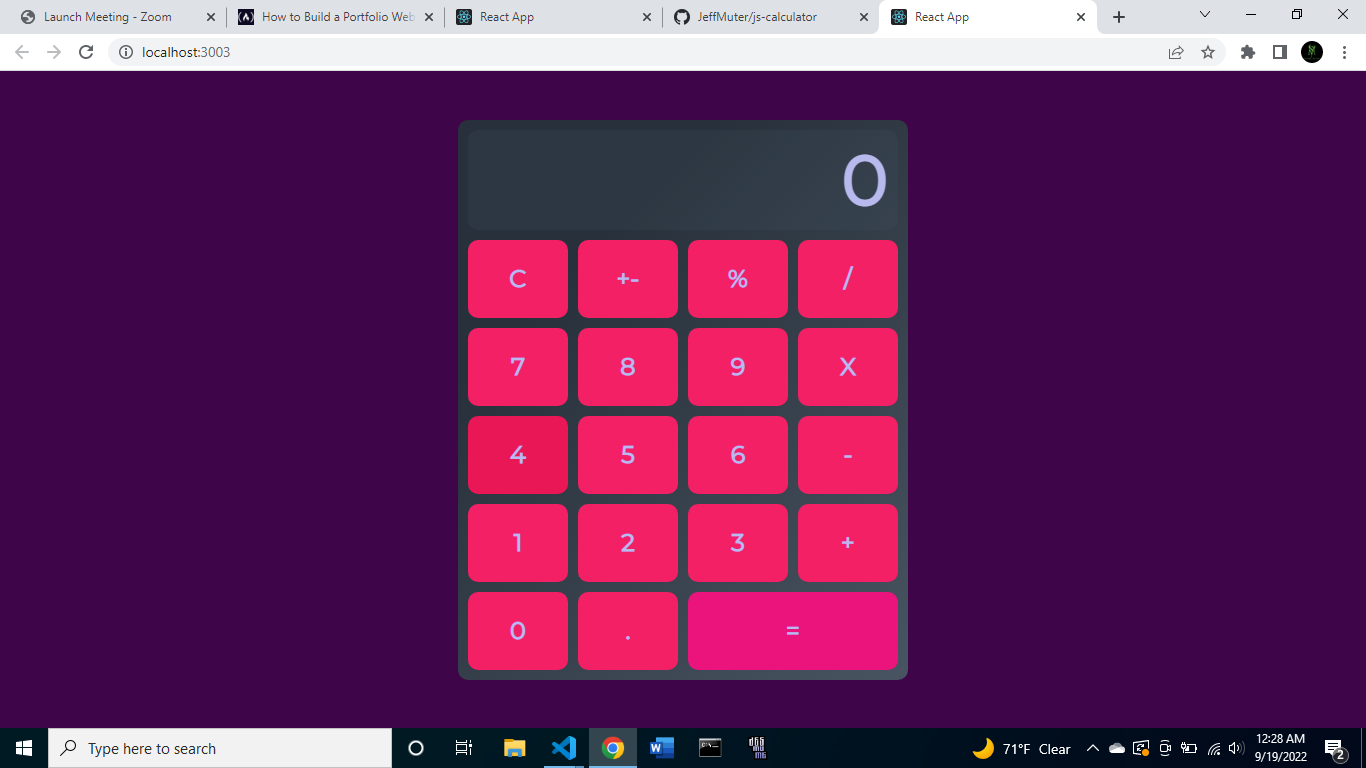 Launch Meeting - Zoom
How to Build a Portfolio Web
React App
JeffMuter/js-calculator
React App
localhost:3003
0
C +- % /
7 8 9 X
4 5 6 -
1 2 3 +
0 . =
Type here to search
71°F Clear
12:28 AM
9/19/2022
2